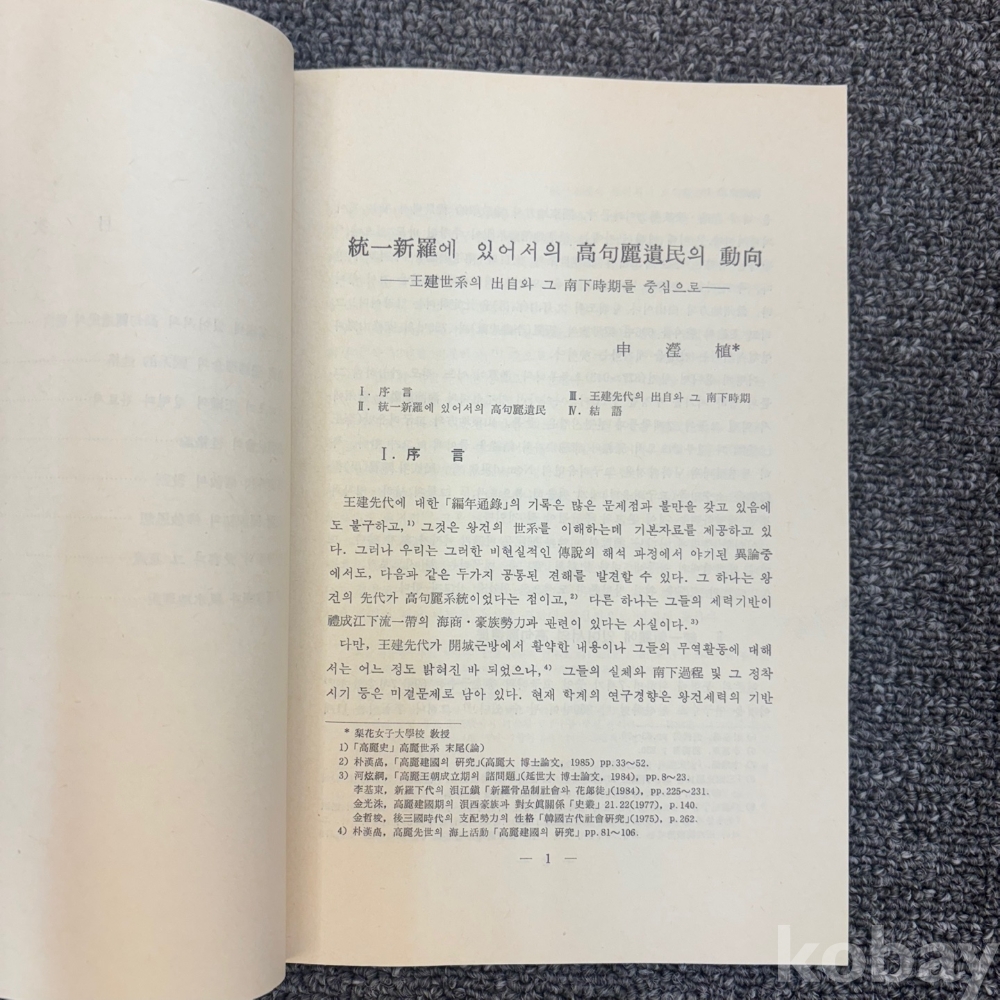 統一新羅에 있어서의 高句麗遺民의 動向
——王建世系의 出自와 그 南下時期를 중심으로——
申 瀅 植*
Ⅰ. 序 言
Ⅱ. 統一新羅에 있어서의 高句麗遺民
Ⅲ. 王建先代의 出自와 그 南下時期
Ⅳ. 結 語
Ⅰ. 序 言
王建先代에 대한 「編年通錄」의 기록은 많은 문제점과 불만을 갖고 있음에
도 불구하고,¹⁾ 그것은 왕건의 世系를 이해하는데 기본자료를 제공하고 있
다. 그러나 우리는 그러한 비현실적인 傳說의 해석 과정에서 야기된 異論중
에서도, 다음과 같은 두가지 공통된 견해를 발견할 수 있다. 그 하나는 왕
건의 先代가 高句麗系統이었다는 점이고,²⁾ 다른 하나는 그들의 세력기반이
禮成江下流一帶의 海商·豪族勢力과 관련이 있다는 사실이다.³⁾
다만, 王建先代가 開城근방에서 활약한 내용이나 그들의 무역활동에 대해
서는 어느 정도 밝혀진 바 되었으나,⁴⁾ 그들의 실체와 南下過程 및 그 정착
시기 등은 미결문제로 남아 있다. 현재 학계의 연구경향은 왕건세력의 기반
* 梨花女子大學校 敎授
1) 「高麗史」 高麗世系 末尾(論)
2) 朴漢卨, 「高麗建國의 硏究」(高麗大 博士論文, 1985) pp.33~52.
3) 河炫綱, 「高麗王朝成立期의 諸問題」(延世大 博士論文, 1984), pp.8~23.
李基東, 新羅下代의 浿江鎭 「新羅骨品制社會와 花郎徒」(1984), pp.225~231.
金光洙, 高麗建國期의 浿西豪族과 對女眞關係 「史叢」 21.22(1977), p.140.
金哲埈, 後三國時代의 支配勢力의 性格 「韓國古代社會硏究」(1975), p.262.
4) 朴漢卨, 高麗先世의 海上活動 「高麗建國의 硏究」 pp.81~106.
— 1 —
kobay